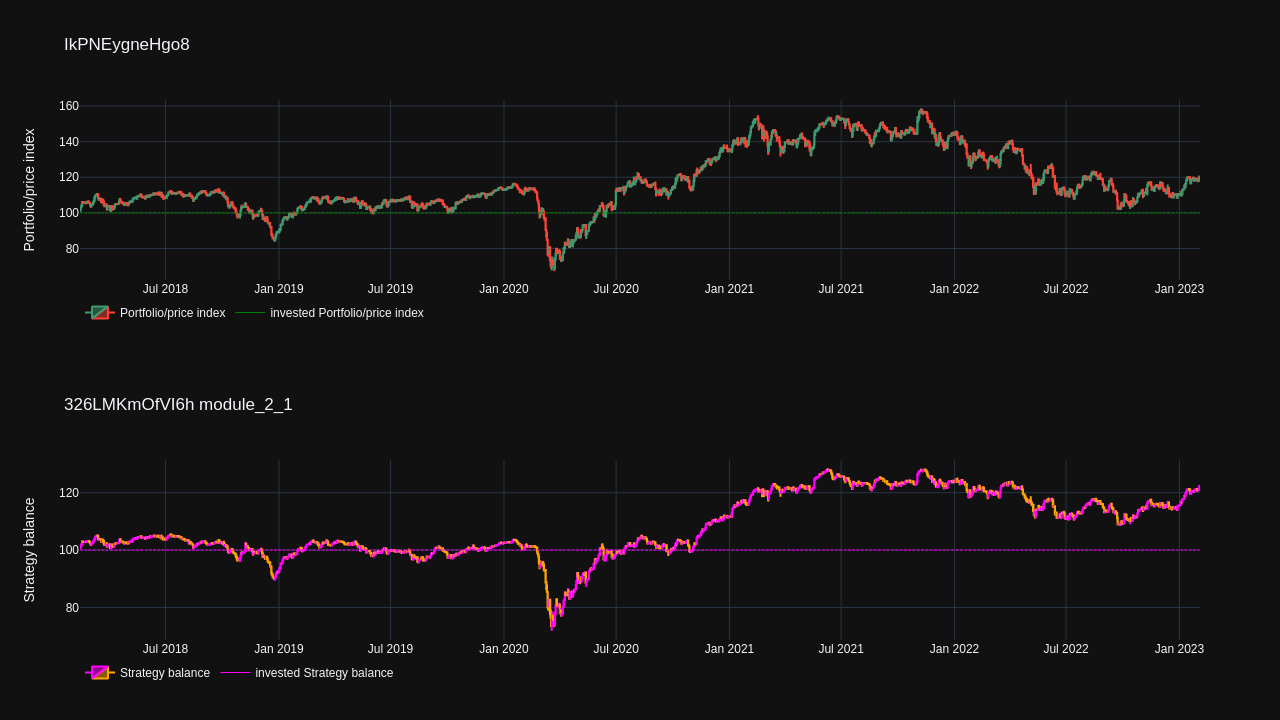 IkPNEygneHgo8
Portfolio/price index
160
140
120
100
80
Jul 2018 Jan 2019 Jul 2019 Jan 2020 Jul 2020 Jan 2021 Jul 2021 Jan 2022 Jul 2022 Jan 2023
Portfolio/price index invested Portfolio/price index
326LMKmOfVI6h module_2_1
Strategy balance
120
100
80
Jul 2018 Jan 2019 Jul 2019 Jan 2020 Jul 2020 Jan 2021 Jul 2021 Jan 2022 Jul 2022 Jan 2023
Strategy balance invested Strategy balance